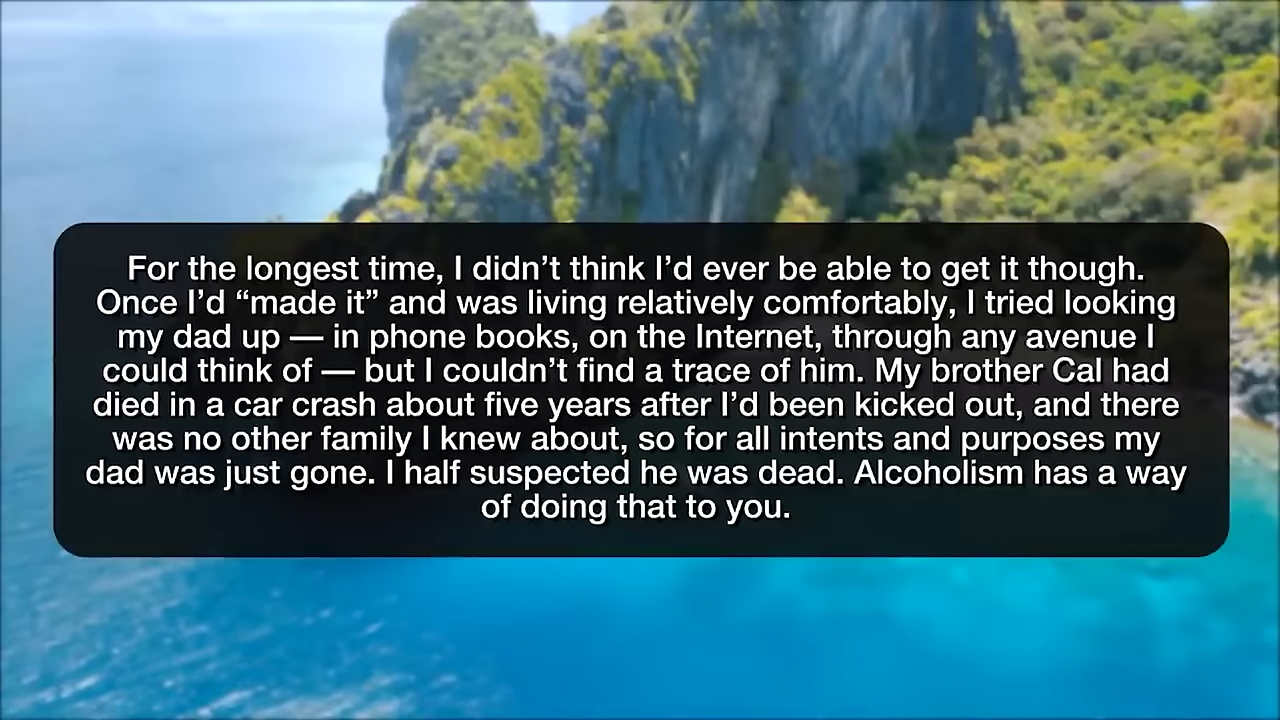 For the longest time, I didn’t think I’d ever be able to get it though.
Once I’d “made it” and was living relatively comfortably, I tried looking
my dad up — in phone books, on the Internet, through any avenue I
could think of — but I couldn’t find a trace of him. My brother Cal had
died in a car crash about five years after I’d been kicked out, and there
was no other family I knew about, so for all intents and purposes my
dad was just gone. I half suspected he was dead. Alcoholism has a way
of doing that to you.